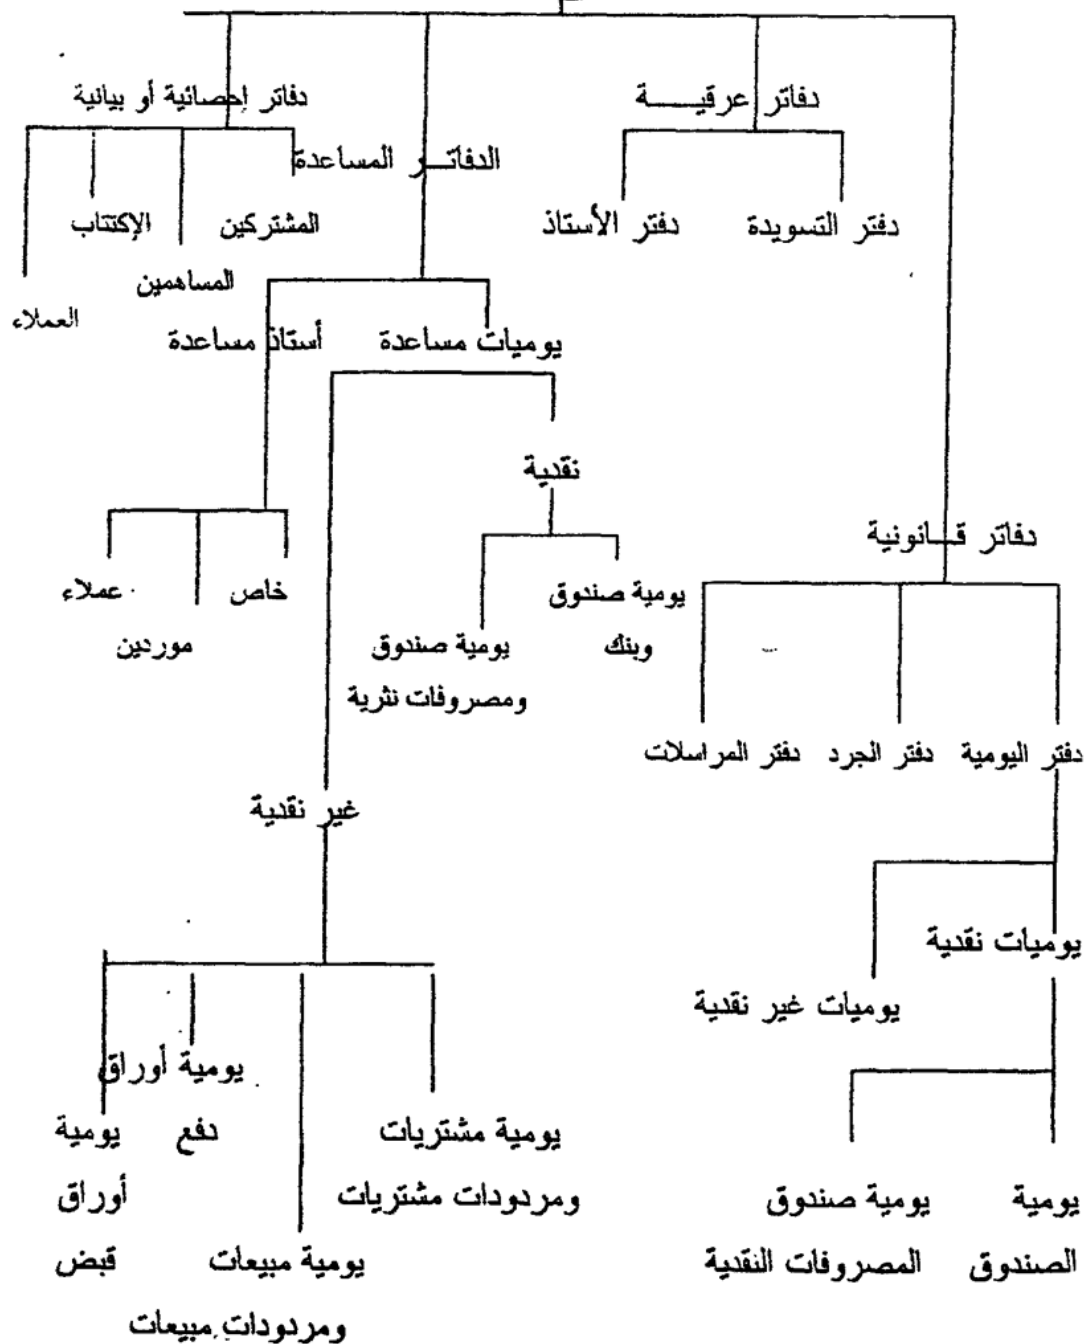 دفاتر عرقية
دفاتر إحصائية أو بيانية
الدفاتر المساعدة
دفتر التسويدة
دفتر الأستاذ
المشتركين
الإكتتاب
المساهمين
العملاء
يوميات مساعدة
أستاذ مساعدة
نقدية
دفاتر قانونية
يومية صندوق
وبنك
يومية صندوق
ومصروفات نثرية
خاص
عملاء
موردين
دفتر اليومية
دفتر الجرد
دفتر المراسلات
غير نقدية
يوميات نقدية
يوميات غير نقدية
يومية أوراق
دفع
يومية
أوراق
قبض
يومية مشتريات
ومردودات مشتريات
يومية
الصندوق
يومية صندوق
المصروفات النقدية
يومية مبيعات
ومردودات مبيعات